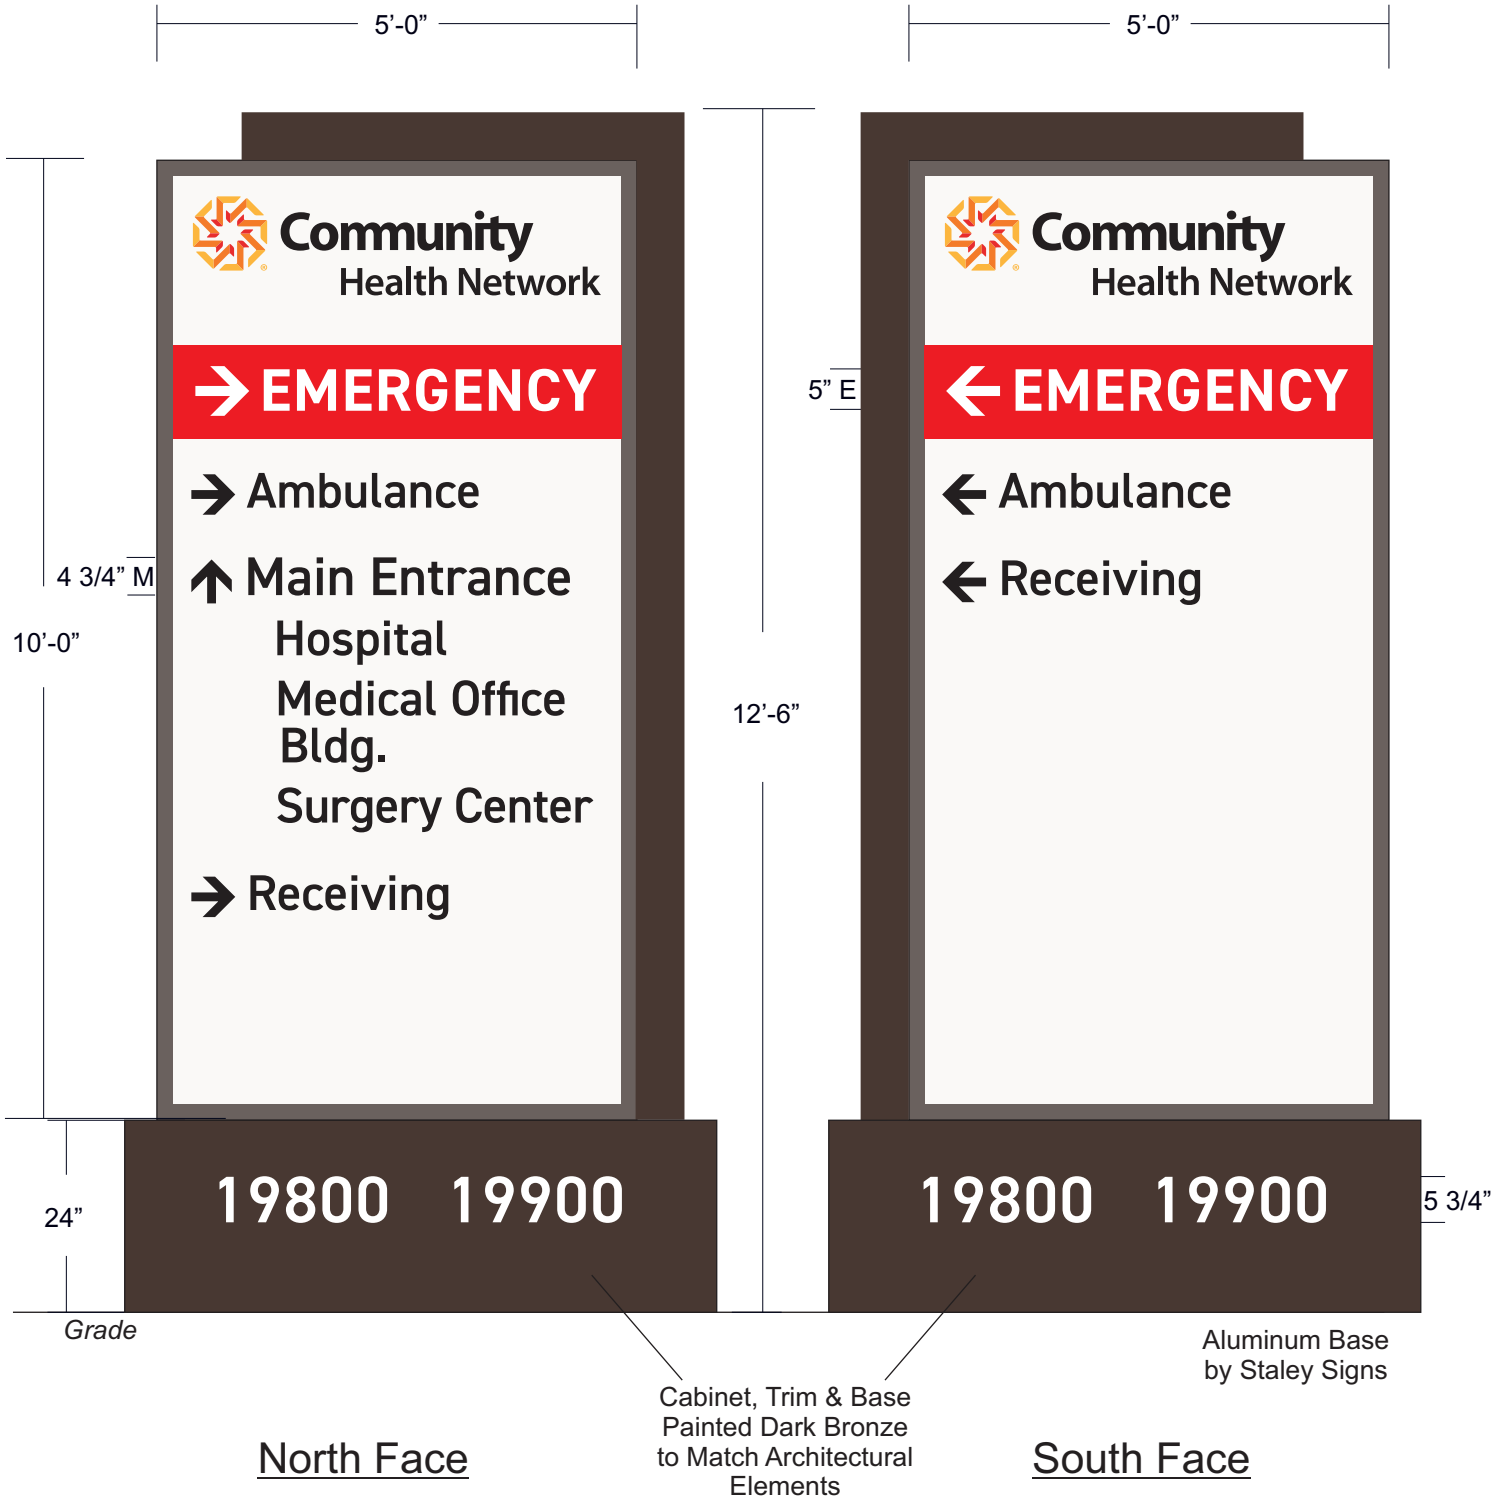 5’-0”
5’-0”
Community
Health Network
®
EMERGENCY
Ambulance
Main Entrance
Hospital
Medical Office
Bldg.
Surgery Center
Receiving
19800 19900
4 3/4” M
10’-0”
24”
Grade
North Face
12’-6”
5” E
Community
Health Network
®
EMERGENCY
Ambulance
Receiving
19800 19900
5 3/4”
Aluminum Base
by Staley Signs
Cabinet, Trim & Base
Painted Dark Bronze
to Match Architectural
Elements
South Face